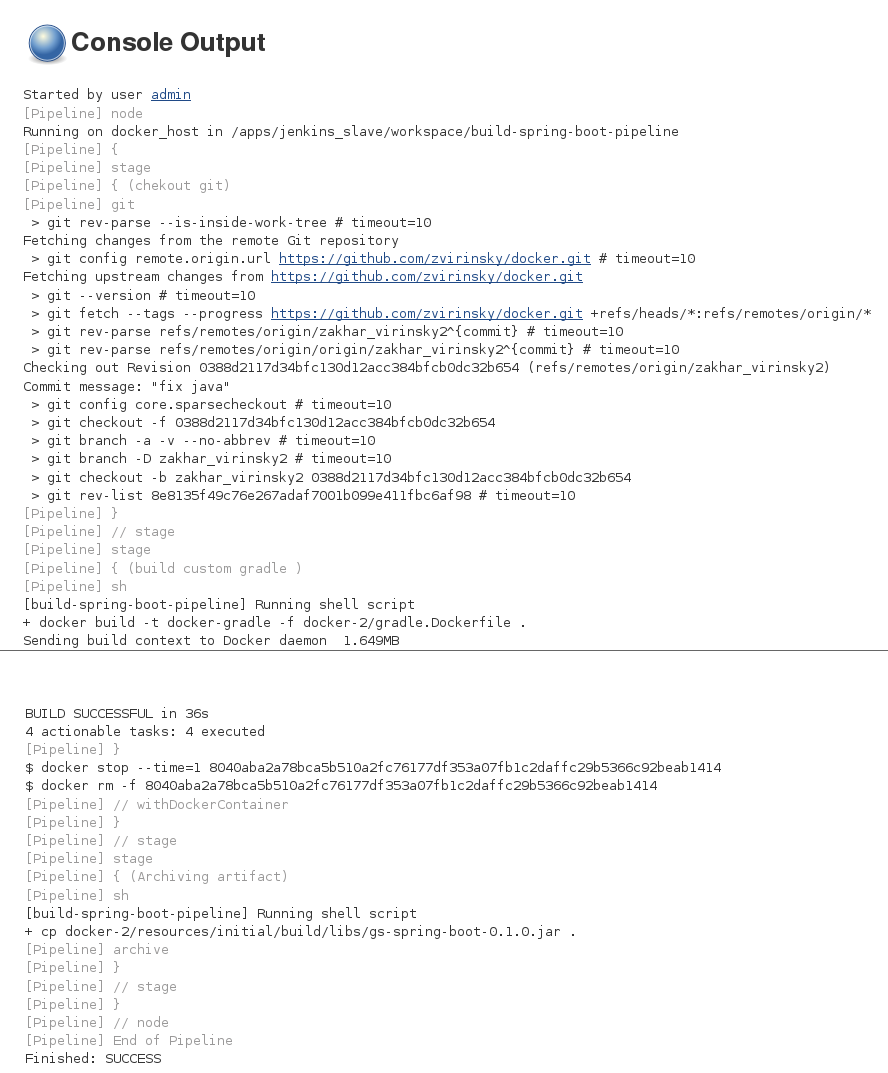 Console Output
Started by user admin
[Pipeline] node
Running on docker_host in /apps/jenkins_slave/workspace/build-spring-boot-pipeline
[Pipeline] {
[Pipeline] stage
[Pipeline] { (chekout git)
[Pipeline] git
 > git rev-parse --is-inside-work-tree # timeout=10
Fetching changes from the remote Git repository
 > git config remote.origin.url https://github.com/zvirinsky/docker.git # timeout=10
Fetching upstream changes from https://github.com/zvirinsky/docker.git
 > git --version # timeout=10
 > git fetch --tags --progress https://github.com/zvirinsky/docker.git +refs/heads/*:refs/remotes/origin/*
 > git rev-parse refs/remotes/origin/zakhar_virinsky2^{commit} # timeout=10
 > git rev-parse refs/remotes/origin/origin/zakhar_virinsky2^{commit} # timeout=10
Checking out Revision 0388d2117d34bfc130d12acc384bfcb0dc32b654 (refs/remotes/origin/zakhar_virinsky2)
Commit message: "fix java"
 > git config core.sparsecheckout # timeout=10
 > git checkout -f 0388d2117d34bfc130d12acc384bfcb0dc32b654
 > git branch -a -v --no-abbrev # timeout=10
 > git branch -D zakhar_virinsky2 # timeout=10
 > git checkout -b zakhar_virinsky2 0388d2117d34bfc130d12acc384bfcb0dc32b654
 > git rev-list 8e8135f49c76e267adaf7001b099e411fbc6af98 # timeout=10
[Pipeline] }
[Pipeline] // stage
[Pipeline] stage
[Pipeline] { (build custom gradle )
[Pipeline] sh
[build-spring-boot-pipeline] Running shell script
+ docker build -t docker-gradle -f docker-2/gradle.Dockerfile .
Sending build context to Docker daemon  1.649MB
BUILD SUCCESSFUL in 36s
4 actionable tasks: 4 executed
[Pipeline] }
$ docker stop --time=1 8040aba2a78bca5b510a2fc76177df353a07fb1c2daffc29b5366c92beab1414
$ docker rm -f 8040aba2a78bca5b510a2fc76177df353a07fb1c2daffc29b5366c92beab1414
[Pipeline] // withDockerContainer
[Pipeline] }
[Pipeline] // stage
[Pipeline] stage
[Pipeline] { (Archiving artifact)
[Pipeline] sh
[build-spring-boot-pipeline] Running shell script
+ cp docker-2/resources/initial/build/libs/gs-spring-boot-0.1.0.jar .
[Pipeline] archive
[Pipeline] }
[Pipeline] // stage
[Pipeline] }
[Pipeline] // node
[Pipeline] End of Pipeline
Finished: SUCCESS